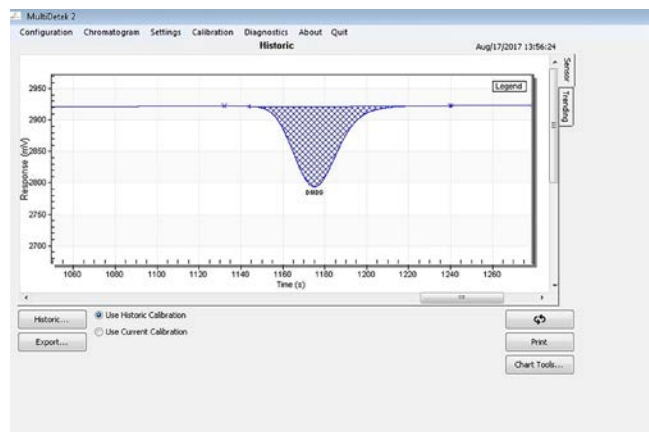 MultiDetek 2
Configuration Chromatogram Settings Calibration Diagnostics About Quit
Historic
Aug/17/2017 13:56:24
Sensor
Trending
Legend
Response (mV)
2950
2900
2850
2800
2750
2700
DMDS
1060 1080 1100 1120 1140 1160 1180 1200 1220 1240 1260
Time (s)
Historic...
Use Historic Calibration
Export...
Use Current Calibration
Print
Chart Tools...